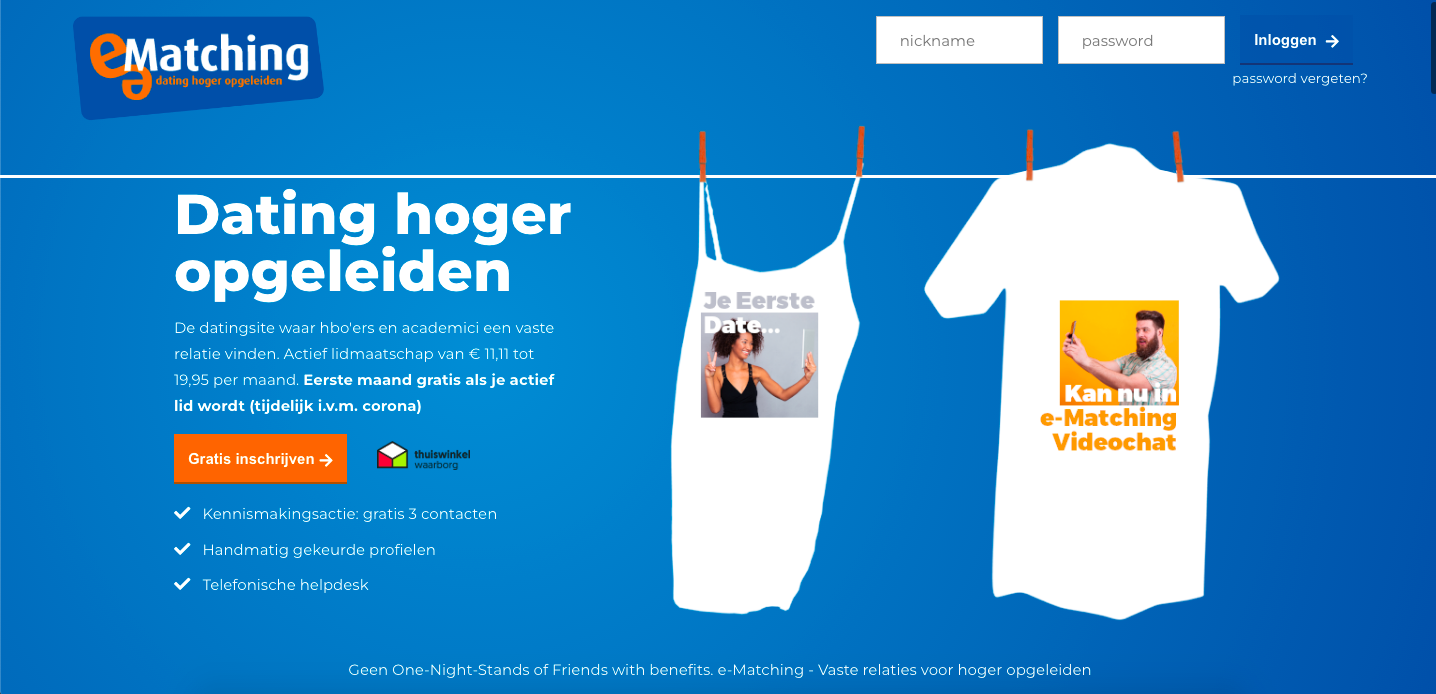 eMatching
dating hoger opgeleiden
nickname
password
Inloggen
password vergeten?
Dating hoger
opgeleiden
De datingsite waar hbo'ers en academici een vaste
relatie vinden. Actief lidmaatschap van € 11,11 tot
19,95 per maand. Eerste maand gratis als je actief
lid wordt (tijdelijk i.v.m. corona)
Gratis inschrijven
thuiswinkel
waarborg
Kennismakingsactie: gratis 3 contacten
Handmatig gekeurde profielen
Telefonische helpdesk
Je Eerste
Date...
Kan nu in
e-Matching
Videochat
Geen One-Night-Stands of Friends with benefits. e-Matching - Vaste relaties voor hoger opgeleiden